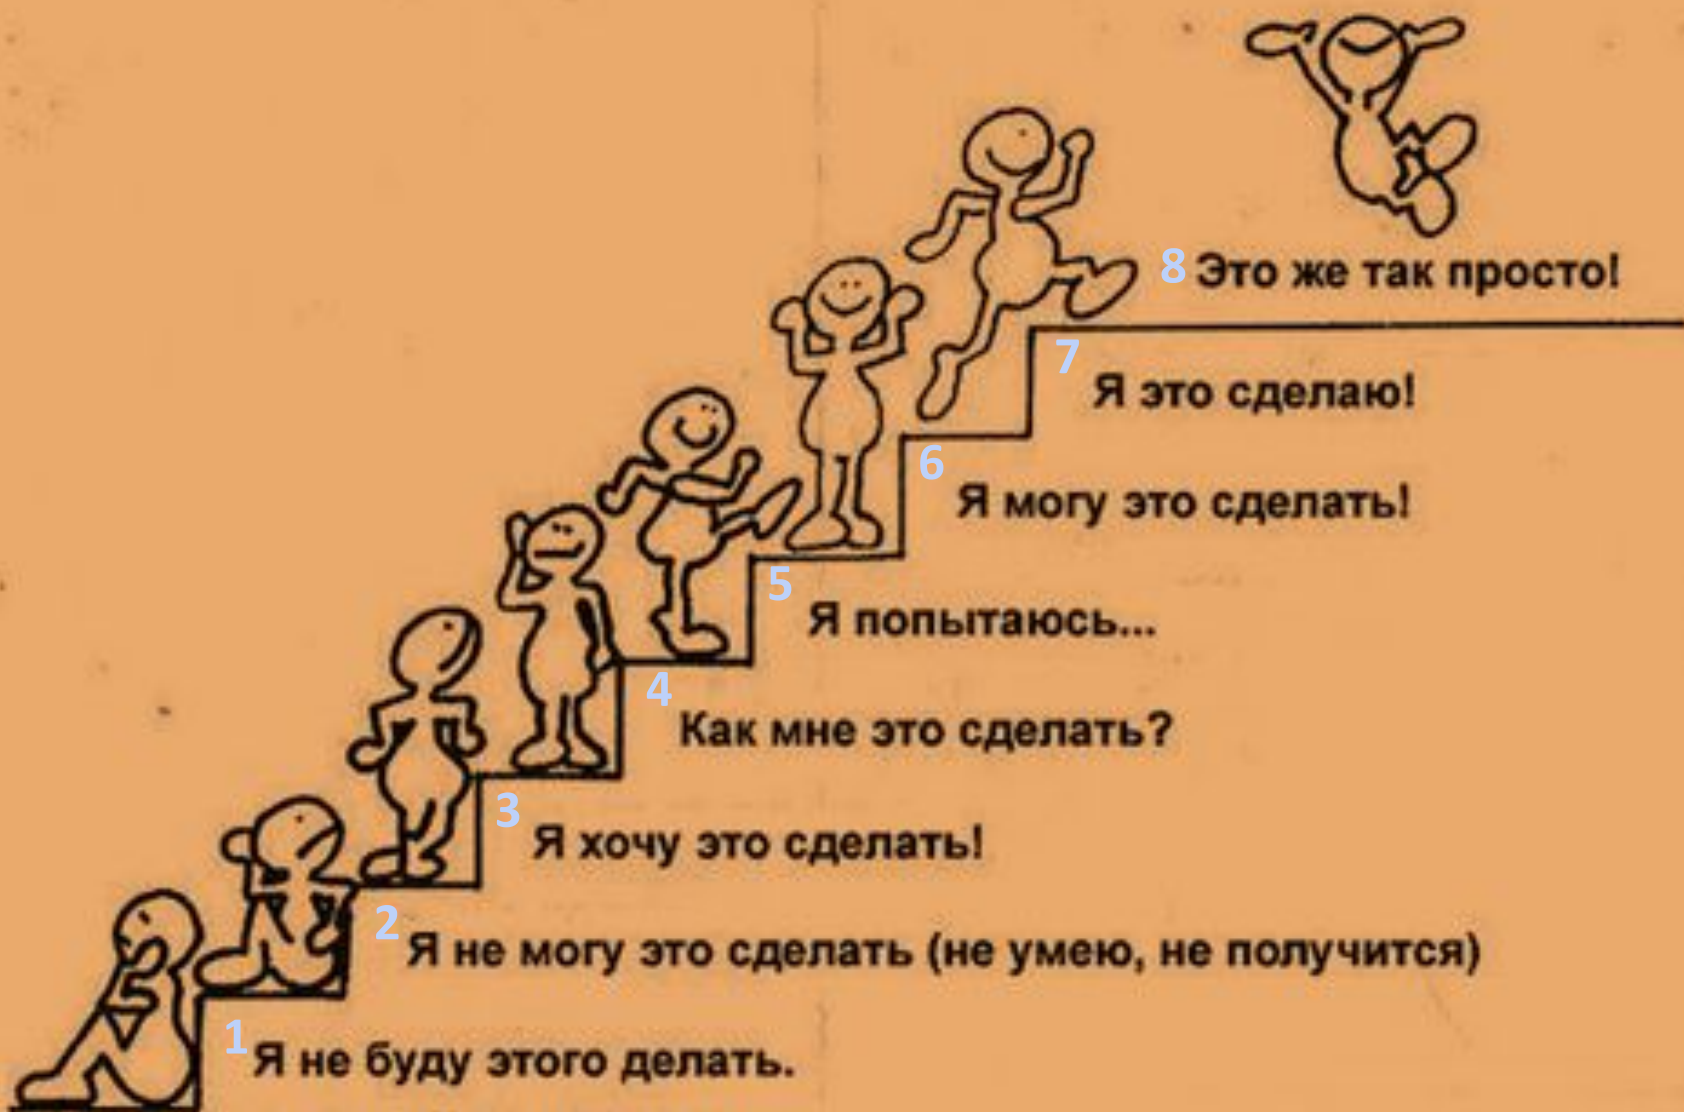 8 Это же так просто!
7
Я это сделаю!
6
Я могу это сделать!
5
Я попытаюсь...
4
Как мне это сделать?
3
Я хочу это сделать!
2
Я не могу это сделать (не умею, не получится)
1
Я не буду этого делать.